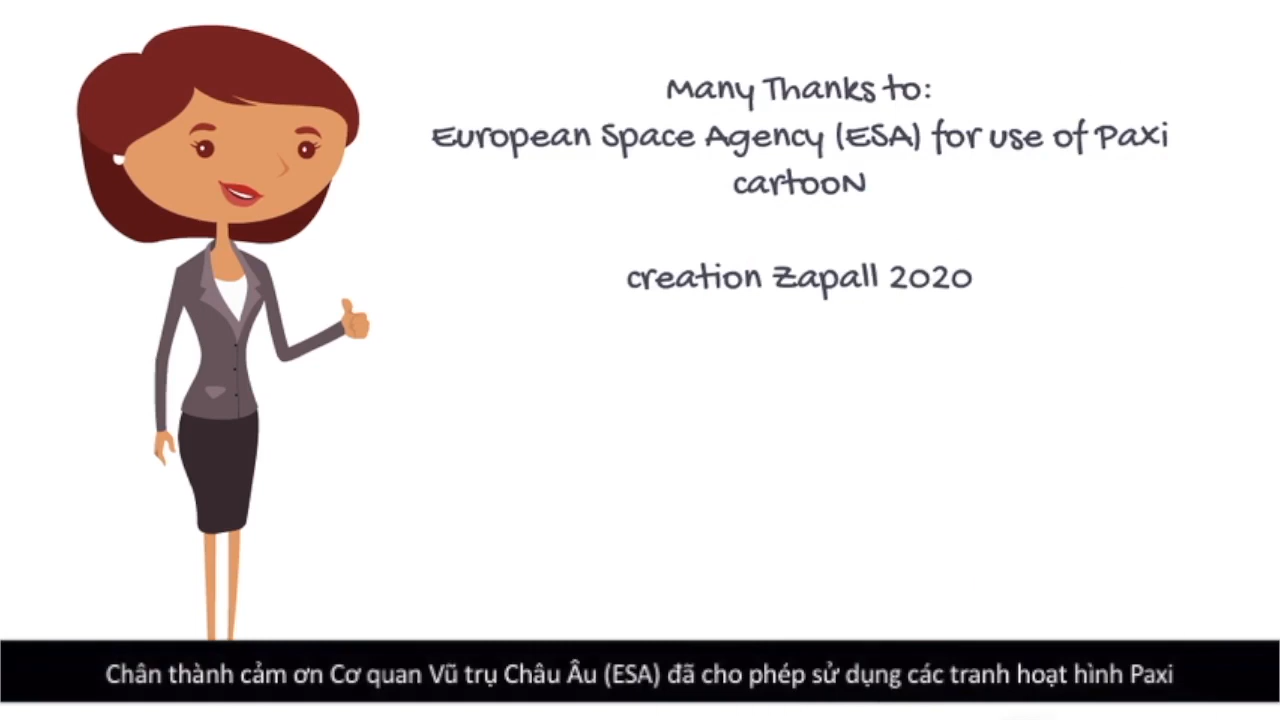 Many Thanks to:
European Space Agency (ESA) for use of Paxi
cartooN
creation Zapall 2020
Chân thành cảm ơn Cơ quan Vũ trụ Châu Âu (ESA) đã cho phép sử dụng các tranh hoạt hình Paxi